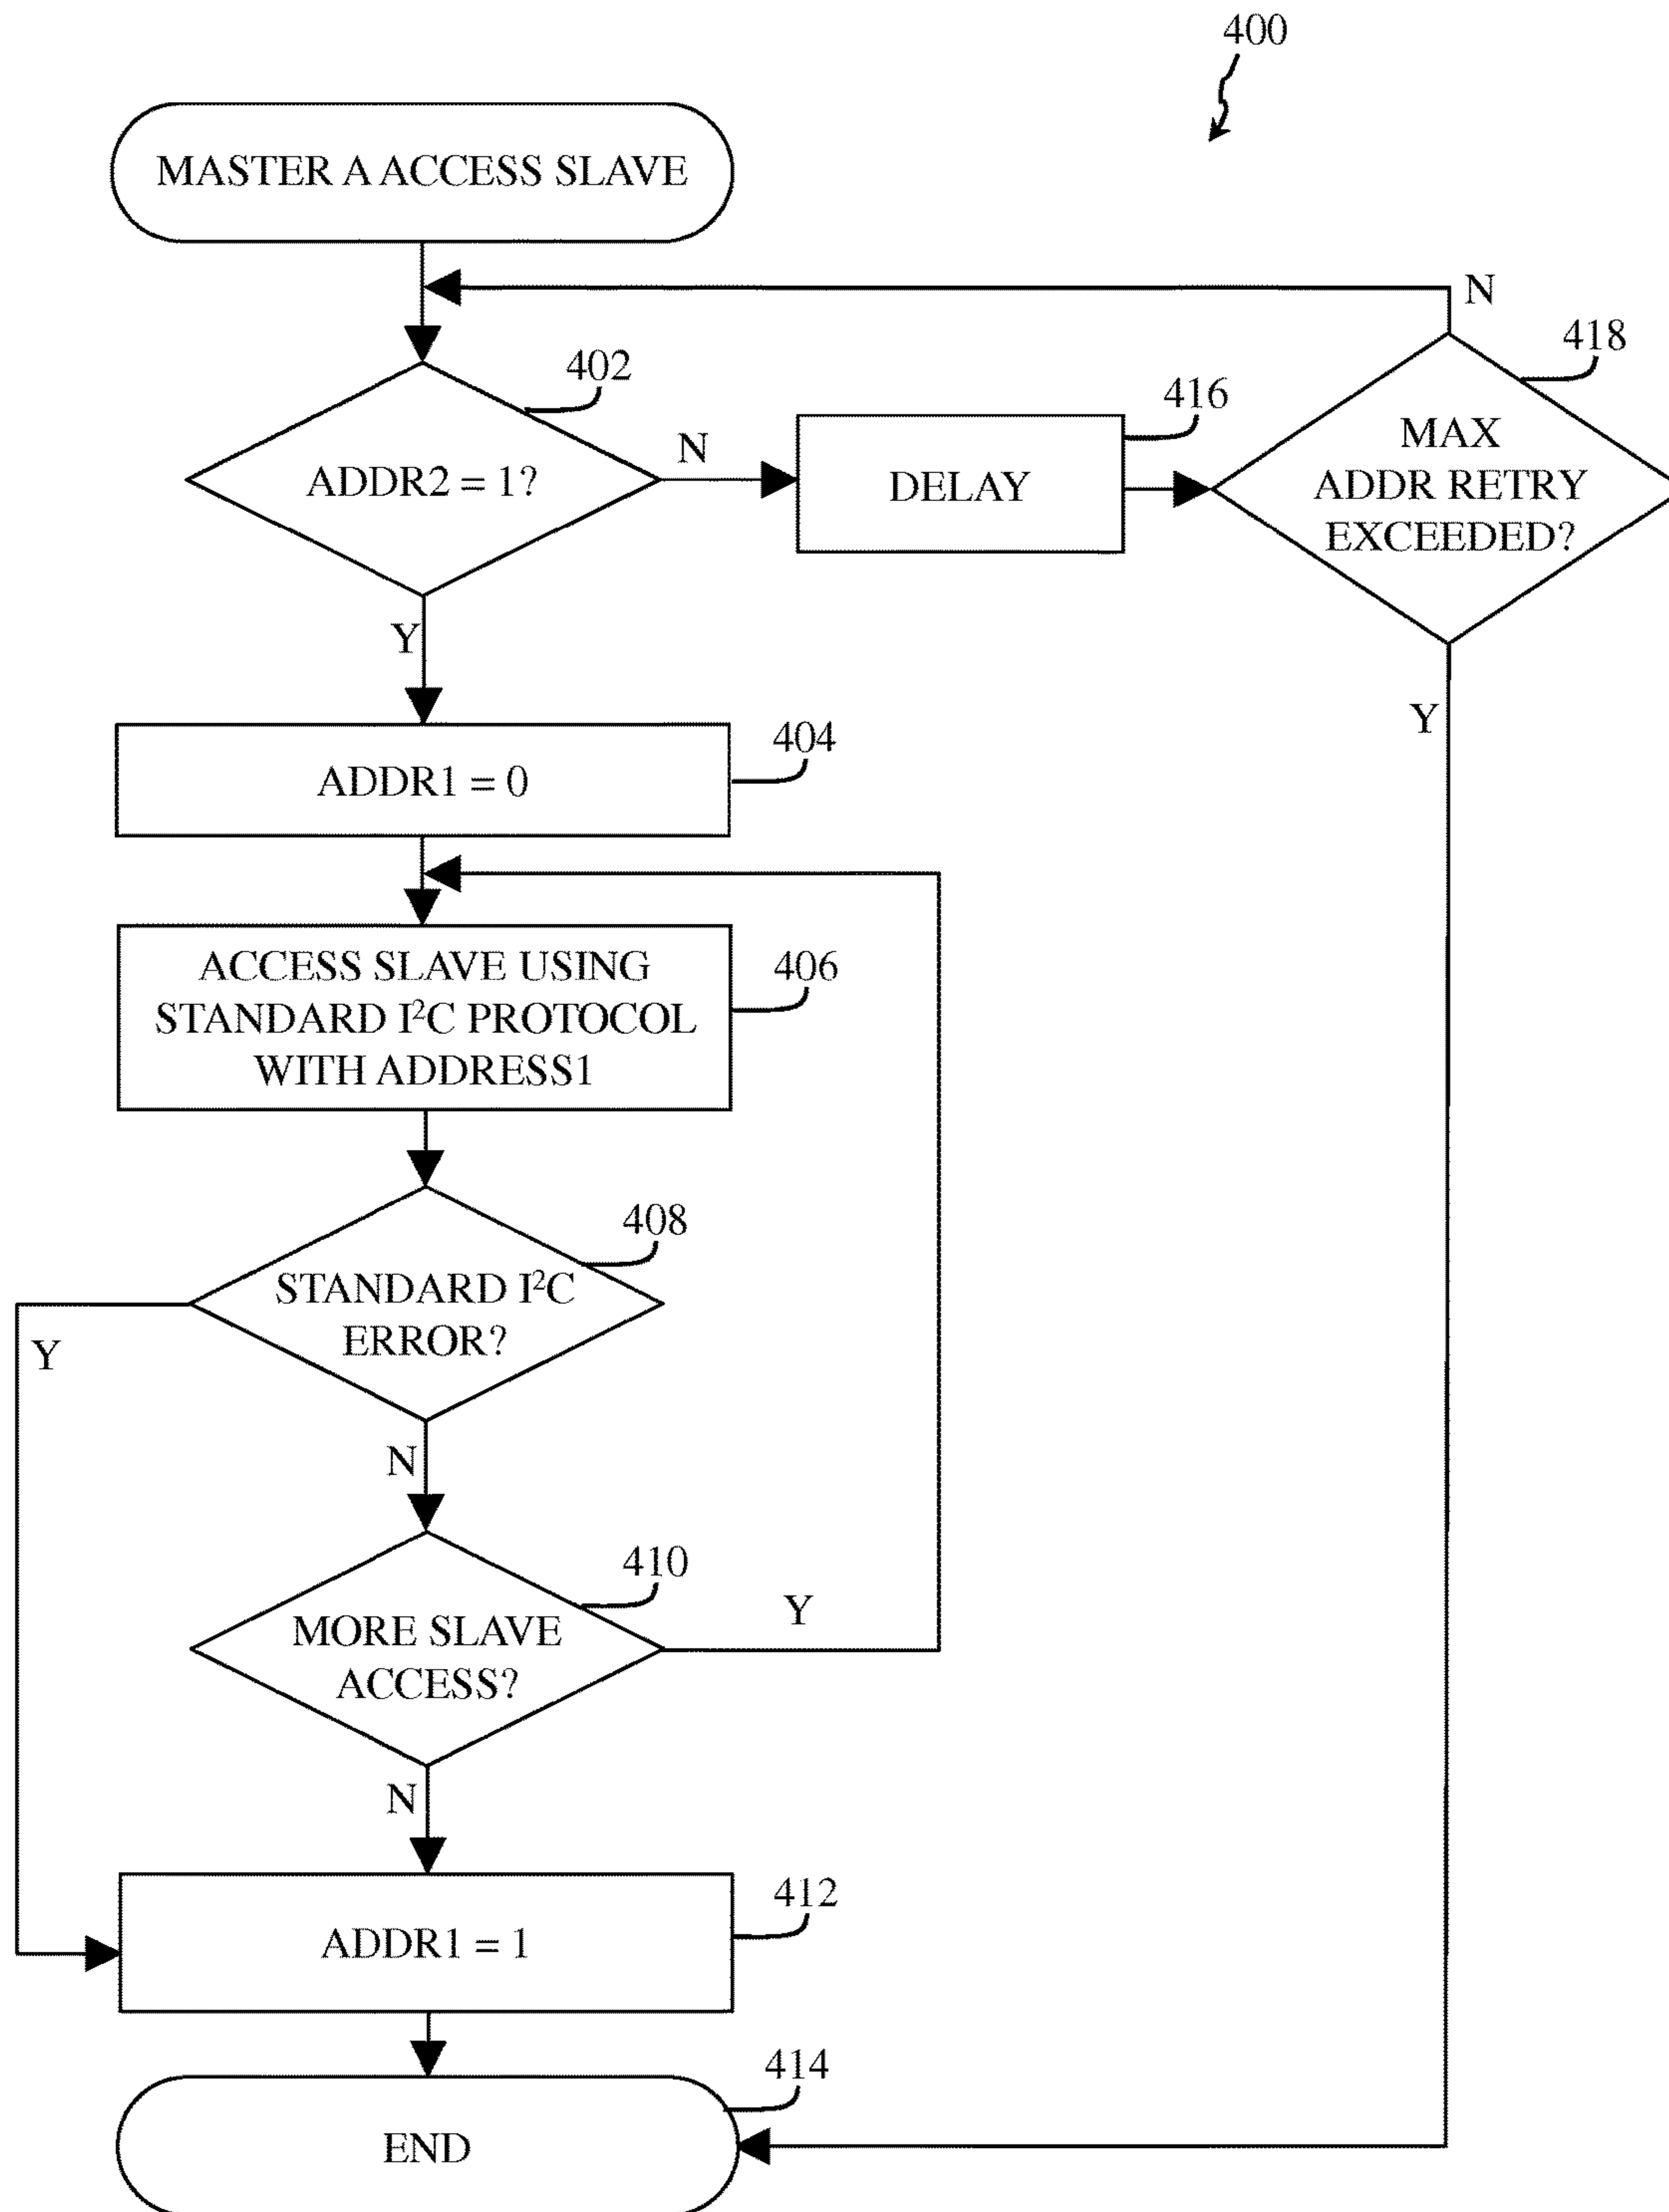 400
MASTER A ACCESS SLAVE
N
418
402
416
MAX
ADDR RETRY
EXCEEDED?
ADDR2 = 1?
N
DELAY
Y
Y
404
ADDR1 = 0
ACCESS SLAVE USING
STANDARD I²C PROTOCOL
WITH ADDRESS1
406
408
STANDARD I²C
ERROR?
Y
N
410
MORE SLAVE
ACCESS?
Y
N
412
ADDR1 = 1
414
END